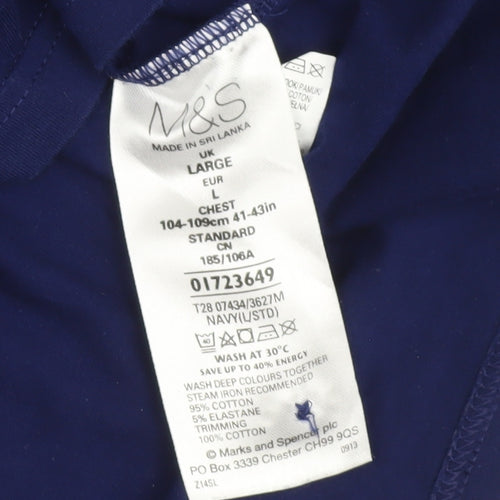 M&S
MADE IN SRI LANKA
UK
LARGE
EUR
L
CHEST
104-109cm 41-43in
STANDARD
CN
185/106A
01723649
T28 07434/3627M
NAVY(L/STD)
40
WASH AT 30°C
SAVE UP TO 40% ENERGY
WASH DEEP COLOURS TOGETHER
STEAM IRON RECOMMENDED
95% COTTON
5% ELASTANE
TRIMMING
100% COTTON
© Marks and Spencer plc
PO Box 3339 Chester CH99 9QS
Z14SL
0913